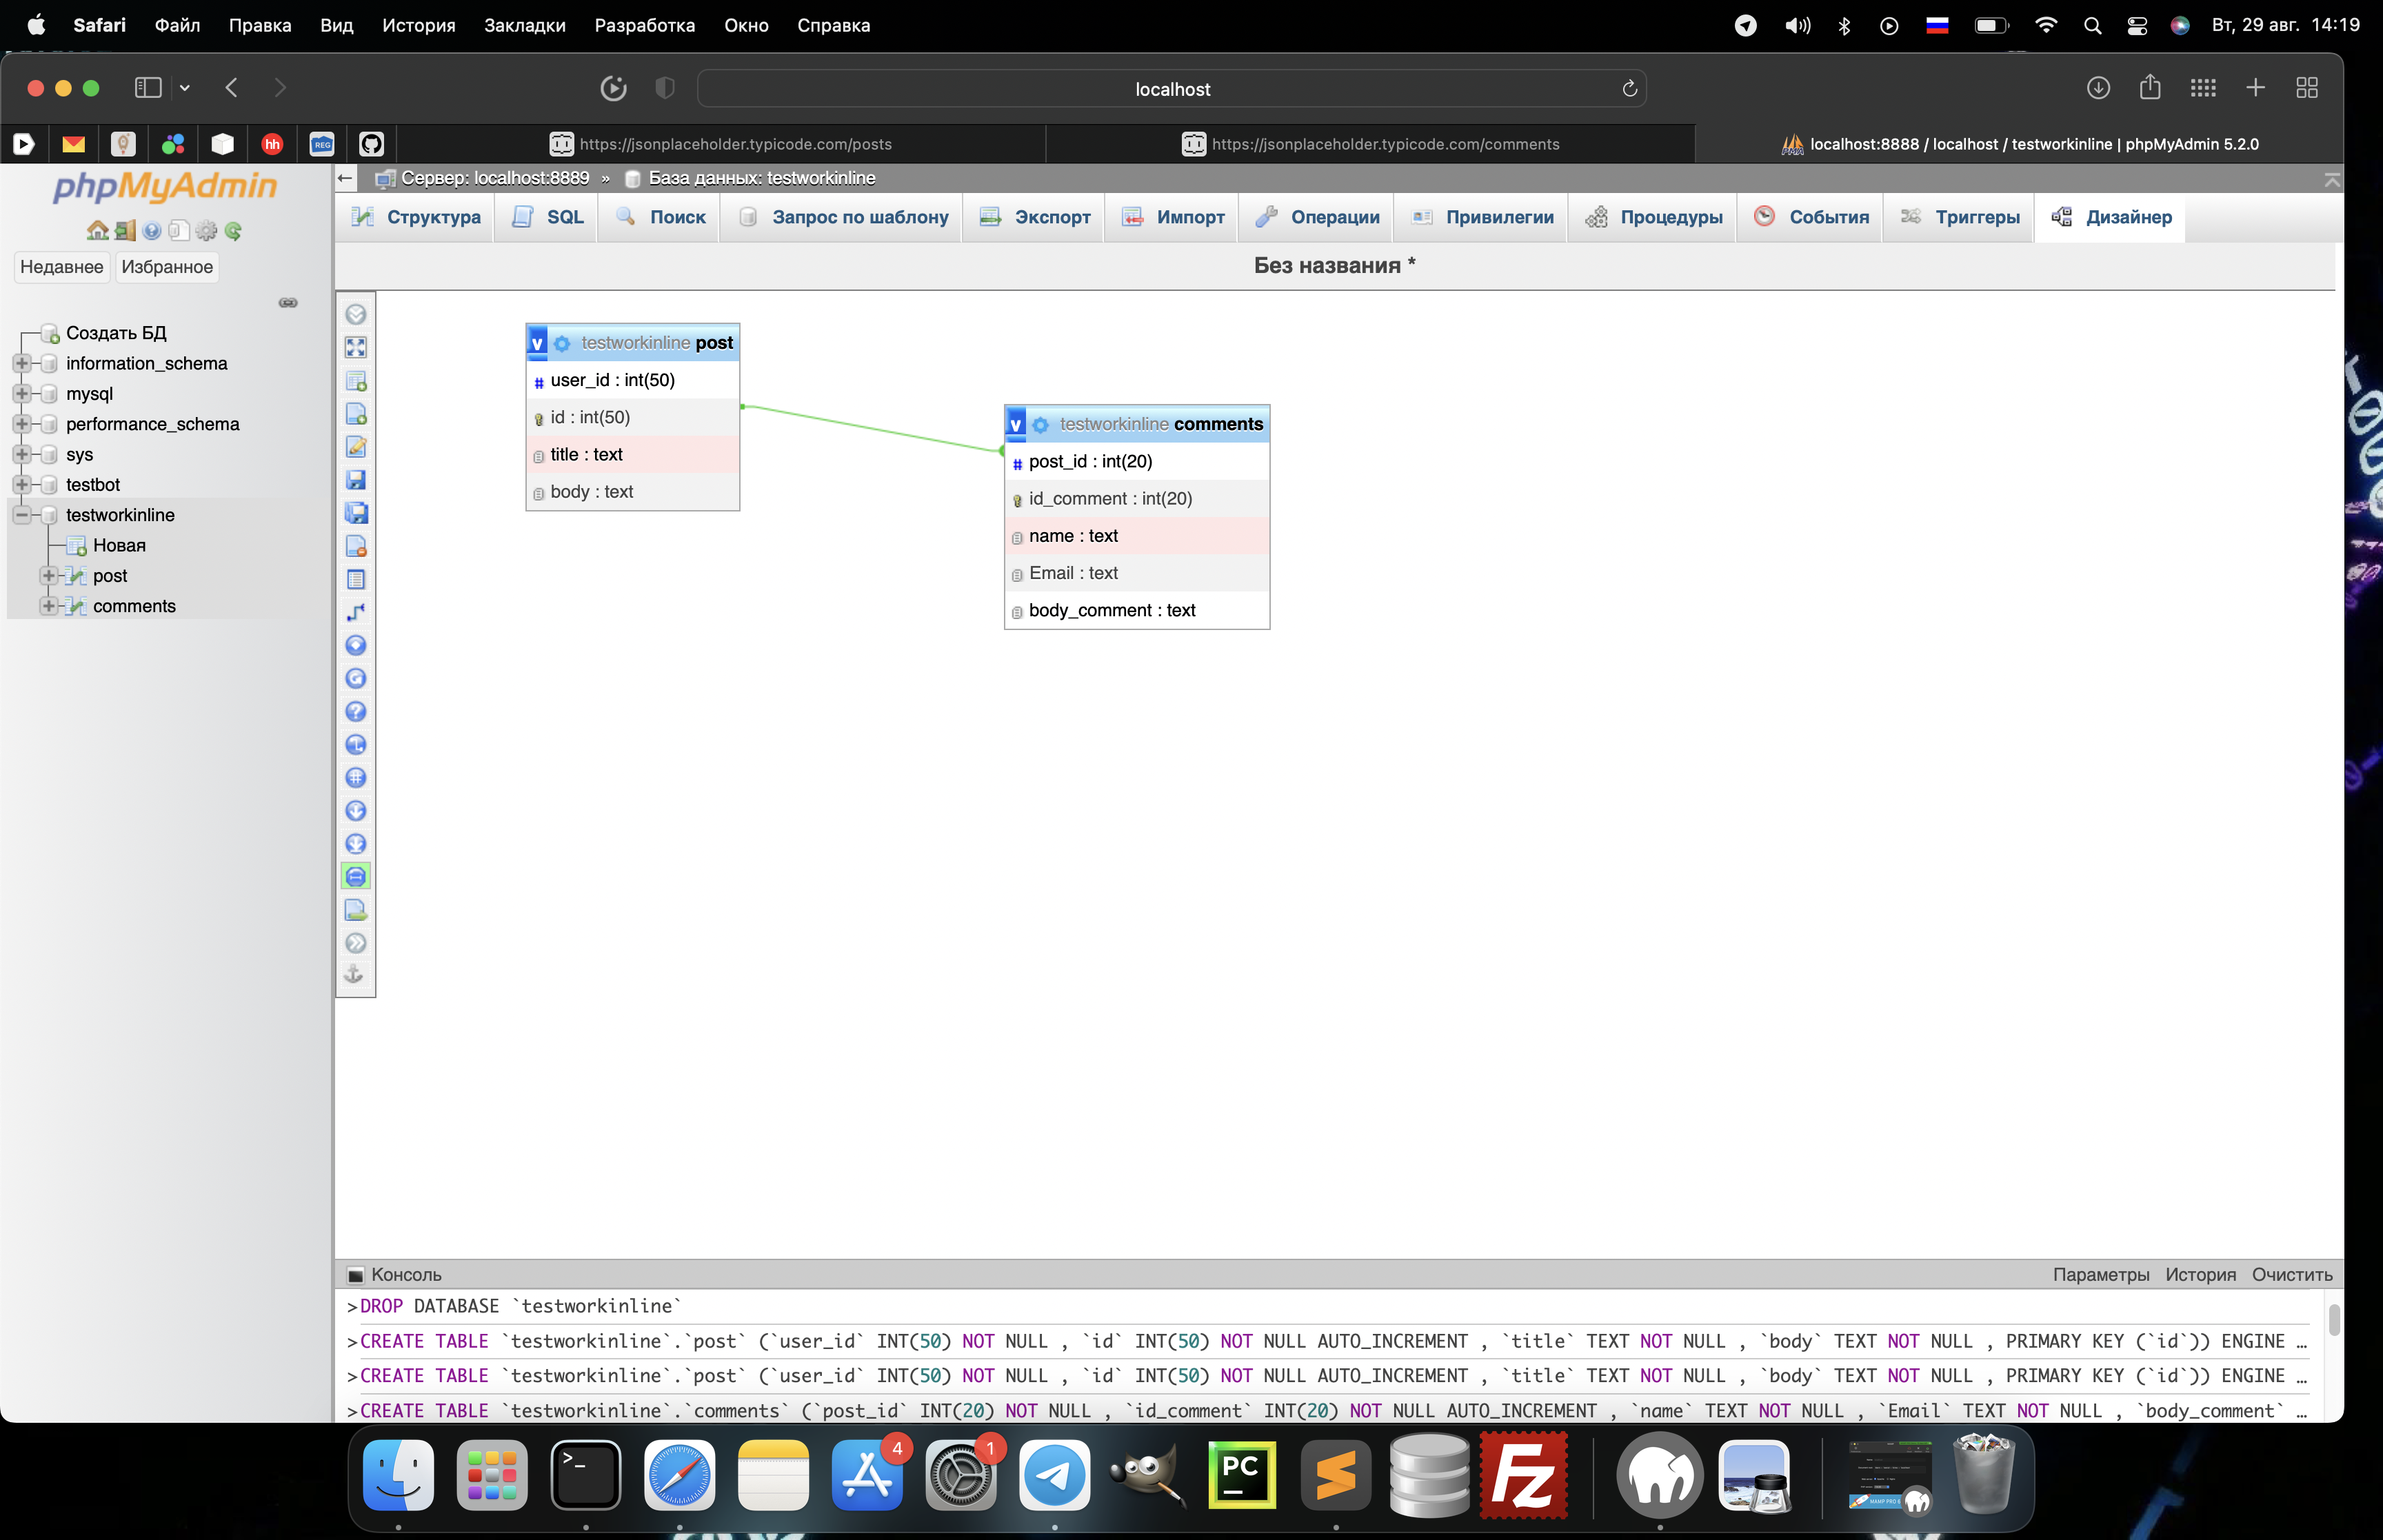 Safari Файл Правка Вид История Закладки Разработка Окно Справка Вт, 29 авг. 14:19
localhost
hh REG https://jsonplaceholder.typicode.com/posts https://jsonplaceholder.typicode.com/comments PMA localhost:8888 / localhost / testworkinline | phpMyAdmin 5.2.0
phpMyAdmin
Недавнее Избранное
Создать БД
information_schema
mysql
performance_schema
sys
testbot
testworkinline
Новая
post
comments
Сервер: localhost:8889 » База данных: testworkinline
Структура SQL Поиск Запрос по шаблону Экспорт Импорт Операции Привилегии Процедуры События Триггеры Дизайнер
Без названия *
v testworkinline post
# user_id : int(50)
id : int(50)
title : text
body : text
v testworkinline comments
# post_id : int(20)
id_comment : int(20)
name : text
Email : text
body_comment : text
Консоль Параметры История Очистить
>DROP DATABASE `testworkinline`
>CREATE TABLE `testworkinline`.`post` (`user_id` INT(50) NOT NULL , `id` INT(50) NOT NULL AUTO_INCREMENT , `title` TEXT NOT NULL , `body` TEXT NOT NULL , PRIMARY KEY (`id`)) ENGINE …
>CREATE TABLE `testworkinline`.`post` (`user_id` INT(50) NOT NULL , `id` INT(50) NOT NULL AUTO_INCREMENT , `title` TEXT NOT NULL , `body` TEXT NOT NULL , PRIMARY KEY (`id`)) ENGINE …
>CREATE TABLE `testworkinline`.`comments` (`post_id` INT(20) NOT NULL , `id_comment` INT(20) NOT NULL AUTO_INCREMENT , `name` TEXT NOT NULL , `Email` TEXT NOT NULL , `body_comment` …
>_ 4 1 PC Fz